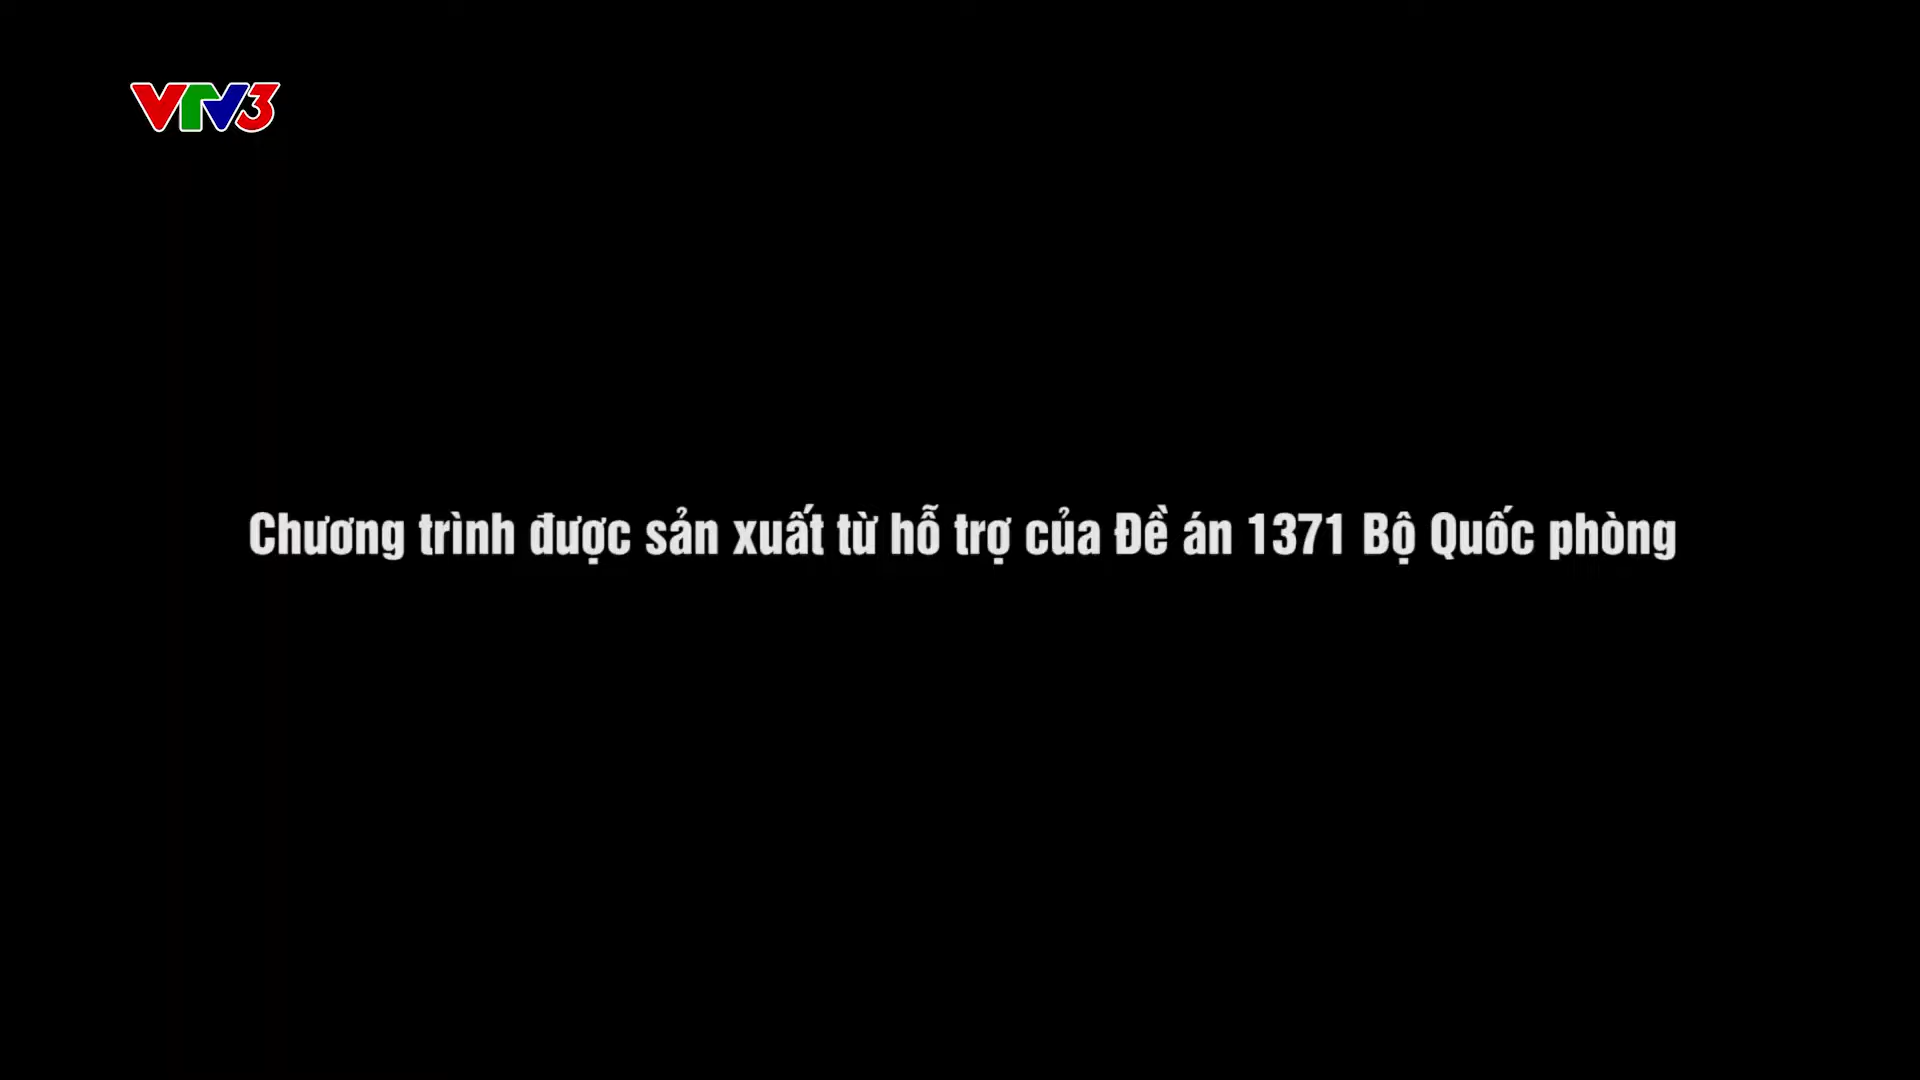 VTV3
Chương trình được sản xuất từ hỗ trợ của Đề án 1371 Bộ Quốc phòng